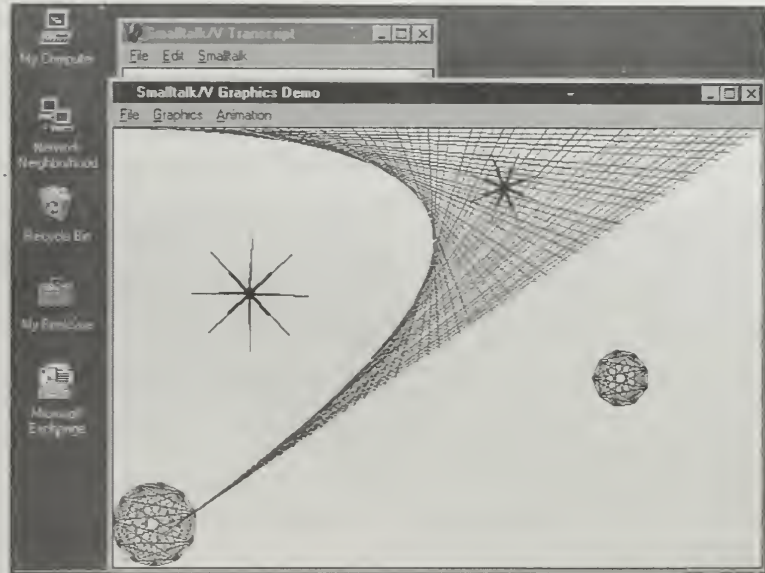 My Computer
Network
Neighborhood
Recycle Bin
My Briefcase
Microsoft
Smalltalk/V Transcript
File Edit Smalltalk
Smalltalk/V Graphics Demo
File Graphics Animation